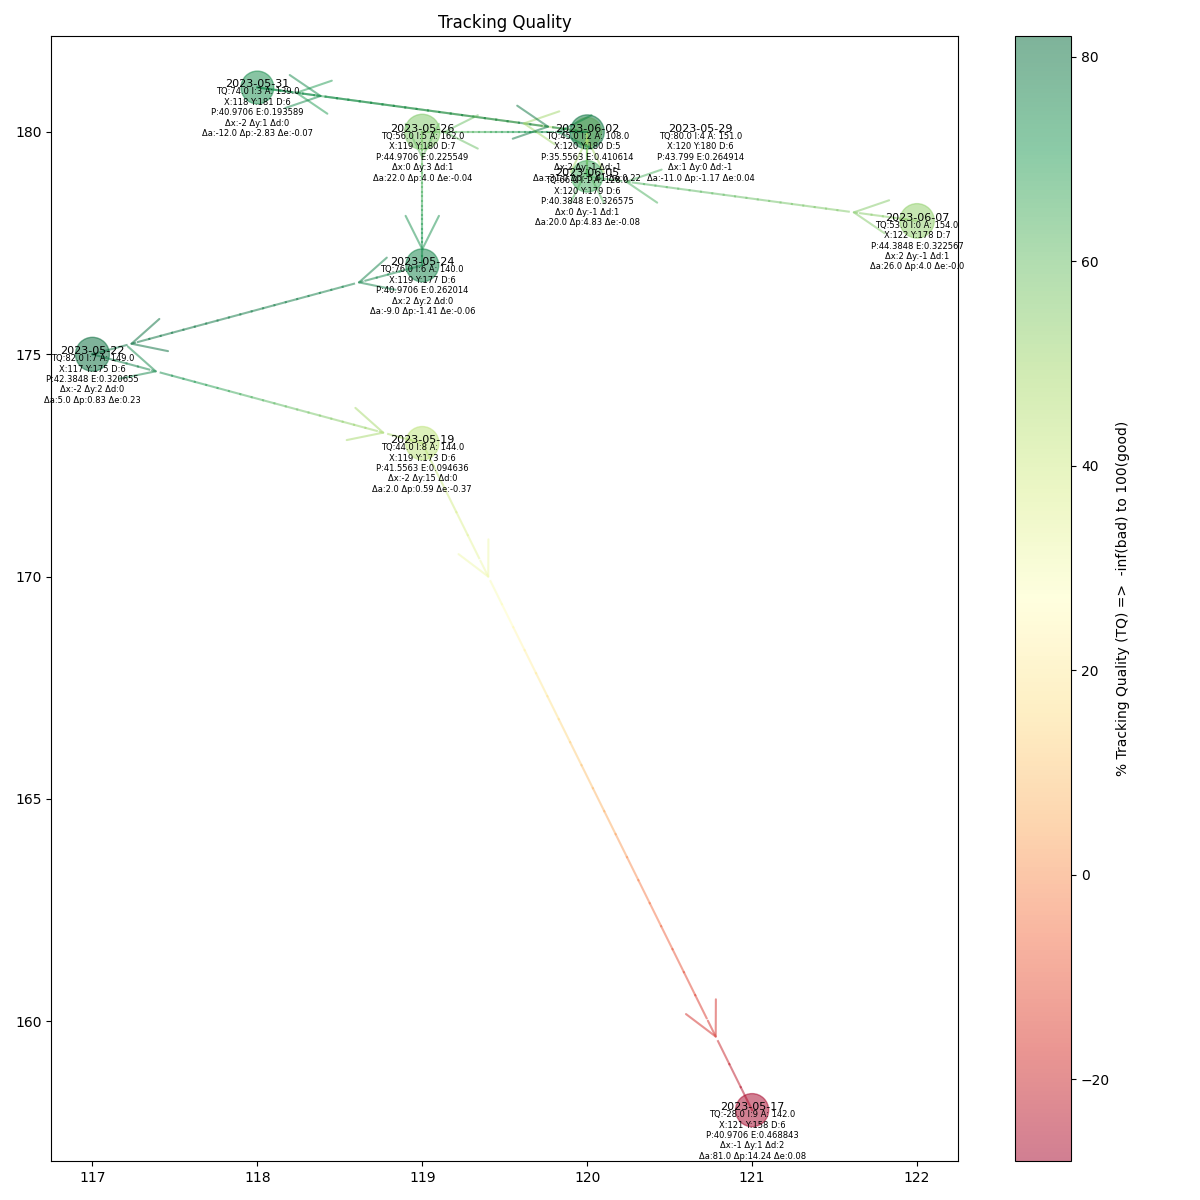 Tracking Quality
2023-05-31
TQ:74.0 I:3 A: 139.0
X:118 Y:181 D:6
P:40.9706 E:0.193589
Δx:-2 Δy:1 Δd:0
Δa:-12.0 Δp:-2.83 Δe:-0.07
2023-05-26
TQ:56.0 I:5 A: 162.0
X:119 Y:180 D:7
P:44.9706 E:0.225549
Δx:0 Δy:3 Δd:1
Δa:22.0 Δp:4.0 Δe:-0.04
2023-06-02
TQ:45.0 I:2 A: 108.0
X:120 Y:180 D:5
P:35.5563 E:0.410614
2023-05-29
TQ:80.0 I:4 A: 151.0
X:120 Y:180 D:6
P:43.799 E:0.264914
Δx:1 Δy:0 Δd:-1
Δa:-11.0 Δp:-1.17 Δe:0.04
2023-06-05
X:120 Y:179 D:6
P:40.3848 E:0.326575
Δx:0 Δy:-1 Δd:1
Δa:20.0 Δp:4.83 Δe:-0.08
2023-06-07
TQ:53.0 I:0 A: 154.0
X:122 Y:178 D:7
P:44.3848 E:0.322567
Δx:2 Δy:-1 Δd:1
Δa:26.0 Δp:4.0 Δe:-0.0
2023-05-24
TQ:76.0 I:6 A: 140.0
X:119 Y:177 D:6
P:40.9706 E:0.262014
Δx:2 Δy:2 Δd:0
Δa:-9.0 Δp:-1.41 Δe:-0.06
2023-05-22
TQ:82.0 I:7 A: 149.0
X:117 Y:175 D:6
P:42.3848 E:0.320655
Δx:-2 Δy:2 Δd:0
Δa:5.0 Δp:0.83 Δe:0.23
2023-05-19
TQ:44.0 I:8 A: 144.0
X:119 Y:173 D:6
P:41.5563 E:0.094636
Δx:-2 Δy:15 Δd:0
Δa:2.0 Δp:0.59 Δe:-0.37
2023-05-17
TQ:-28.0 I:9 A: 142.0
X:121 Y:158 D:6
P:40.9706 E:0.468843
Δx:-1 Δy:1 Δd:2
Δa:81.0 Δp:14.24 Δe:0.08
180
175
170
165
160
117
118
119
120
121
122
80
60
40
20
0
−20
% Tracking Quality (TQ) => -inf(bad) to 100(good)